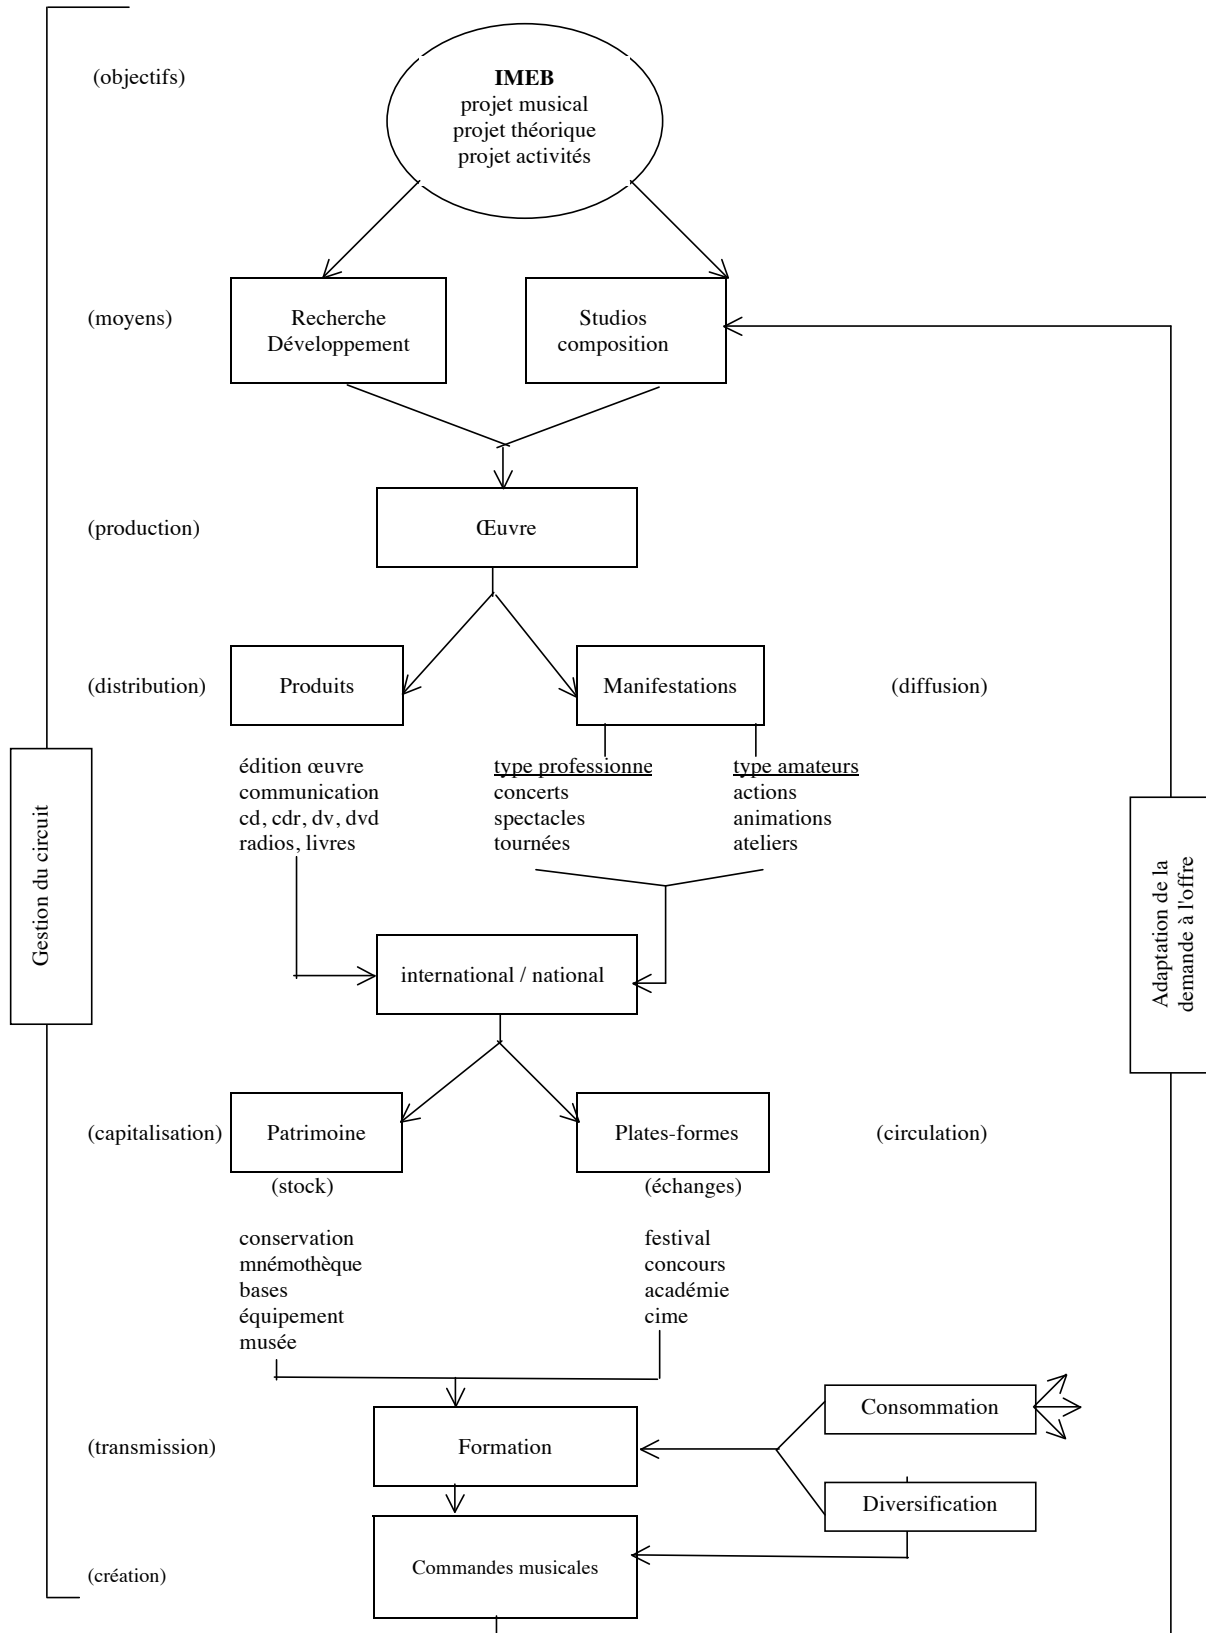 (objectifs)
IMEB
projet musical
projet théorique
projet activités
(moyens)
Recherche
Développement
Studios
composition
(production)
Œuvre
(distribution)
Produits
Manifestations
(diffusion)
édition œuvre
communication
cd, cdr, dv, dvd
radios, livres
type professionne
concerts
spectacles
tournées
type amateurs
actions
animations
ateliers
Gestion du circuit
Adaptation de la
demande à l'offre
international / national
(capitalisation)
Patrimoine
(stock)
Plates-formes
(échanges)
(circulation)
conservation
mnémothèque
bases
équipement
musée
festival
concours
académie
cime
Consommation
(transmission)
Formation
Diversification
Commandes musicales
(création)